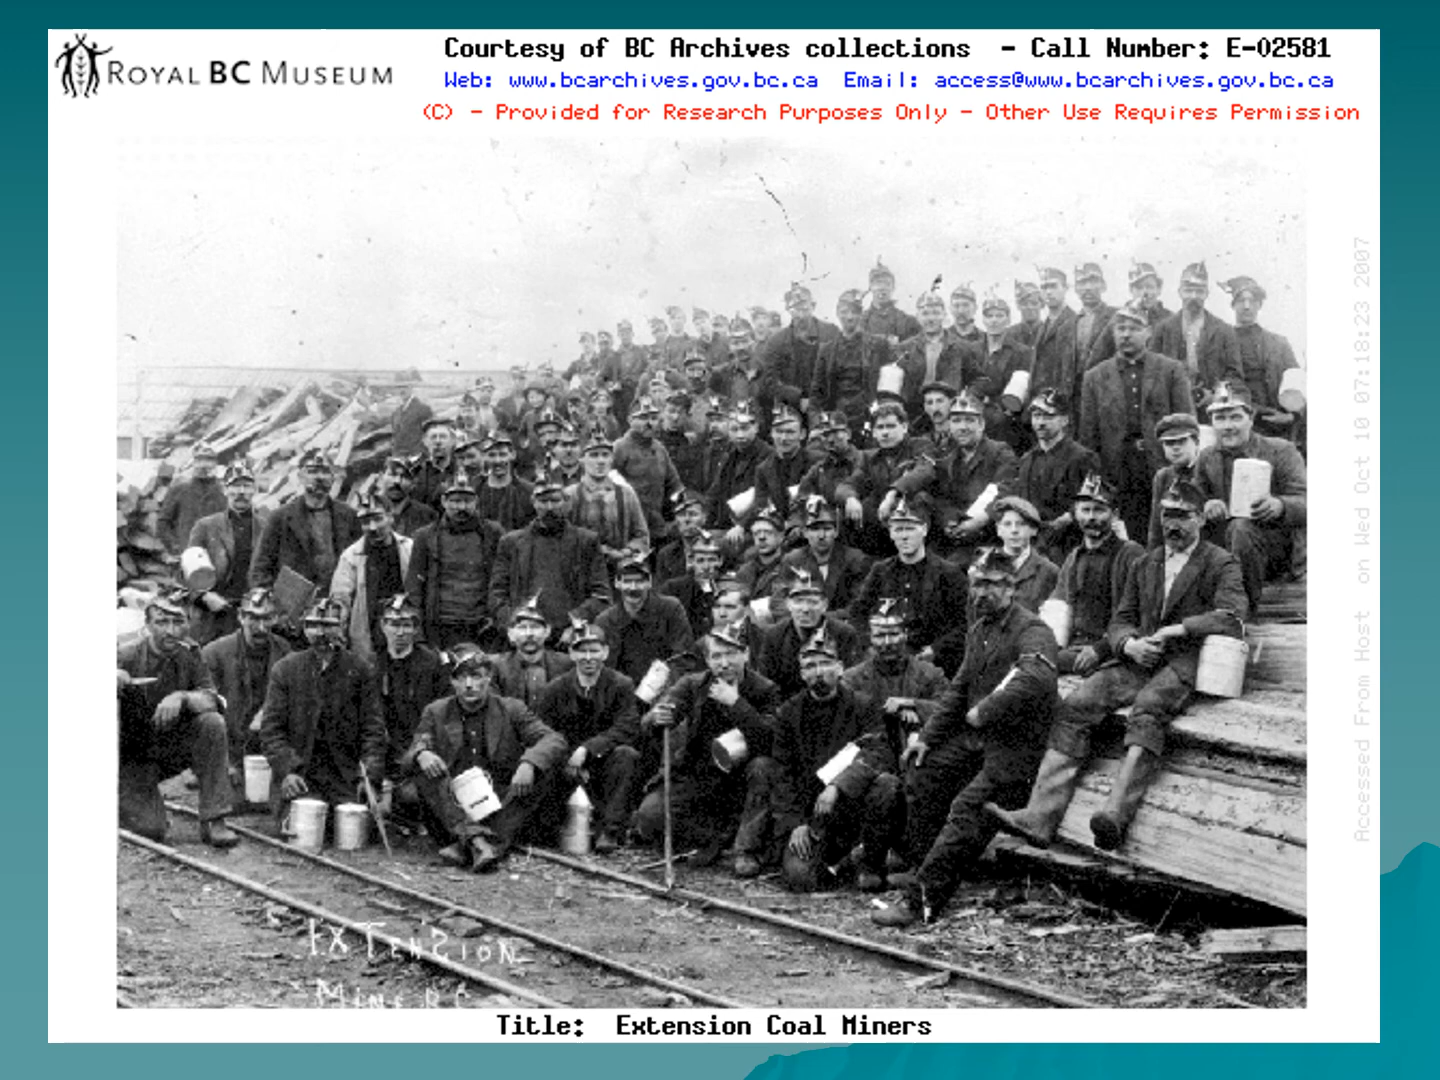 ROYAL BC MUSEUM
Courtesy of BC Archives collections - Call Number: E-02581
Web: www.bcarchives.gov.bc.ca Email: access@www.bcarchives.gov.bc.ca
(C) - Provided for Research Purposes Only - Other Use Requires Permission
Accessed From Host on Wed Oct 10 07:18:23 2007
EXTENSION
MINE BC
Title: Extension Coal Miners